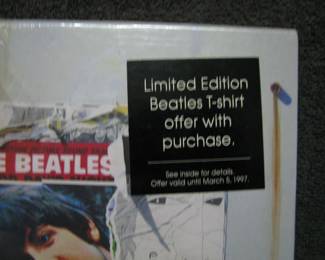 Limited Edition
Beatles T-shirt
offer with
purchase.
See inside for details.
Offer valid until March 5, 1997.
E BEATLES